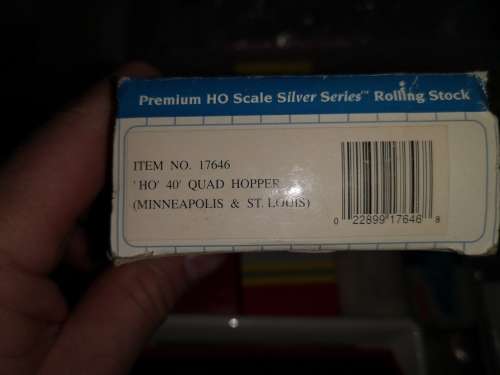 Premium HO Scale Silver Series™ Rolling Stock
ITEM NO. 17646
'HO' 40' QUAD HOPPER
(MINNEAPOLIS & ST. LOUIS)
0 22899 17646 8